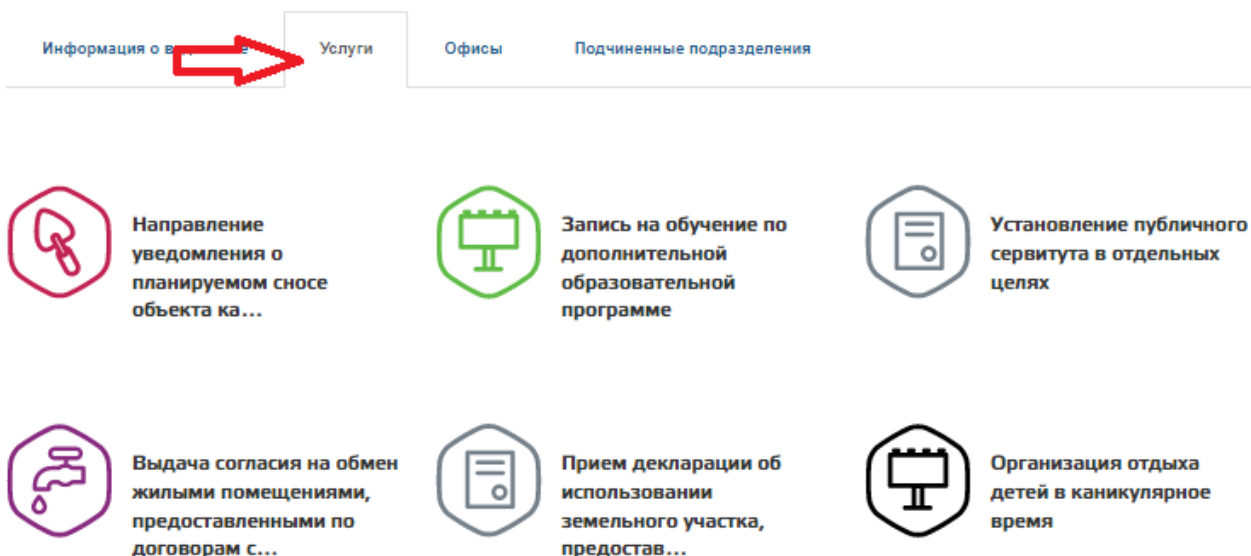 Информация о
Услуги
Офисы
Подчиненные подразделения
Направление
уведомления о
планируемом сносе
объекта ка...
Запись на обучение по
дополнительной
образовательной
программе
Установление публичного
сервитута в отдельных
целях
Выдача согласия на обмен
жилыми помещениями,
предоставленными по
договорам с...
Прием декларации об
использовании
земельного участка,
предостав...
Организация отдыха
детей в каникулярное
время